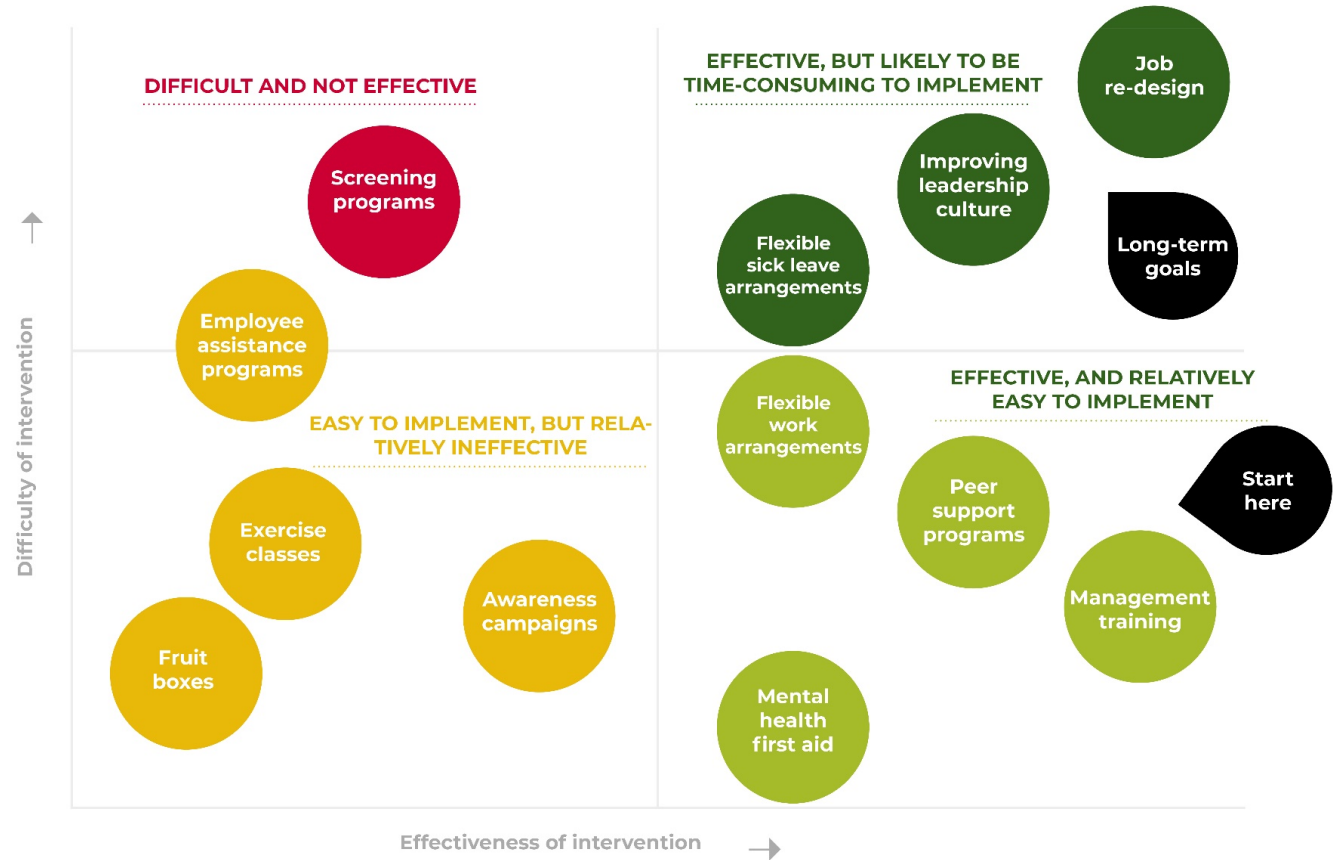 DIFFICULT AND NOT EFFECTIVE
EFFECTIVE, BUT LIKELY TO BE
TIME-CONSUMING TO IMPLEMENT
Job
re-design
Screening
programs
Improving
leadership
culture
Flexible
sick leave
arrangements
Long-term
goals
Employee
assistance
programs
EASY TO IMPLEMENT, BUT RELA-
TIVELY INEFFECTIVE
EFFECTIVE, AND RELATIVELY
EASY TO IMPLEMENT
Flexible
work
arrangements
Peer
support
programs
Start
here
Exercise
classes
Awareness
campaigns
Management
training
Fruit
boxes
Mental
health
first aid
Difficulty of intervention
Effectiveness of intervention